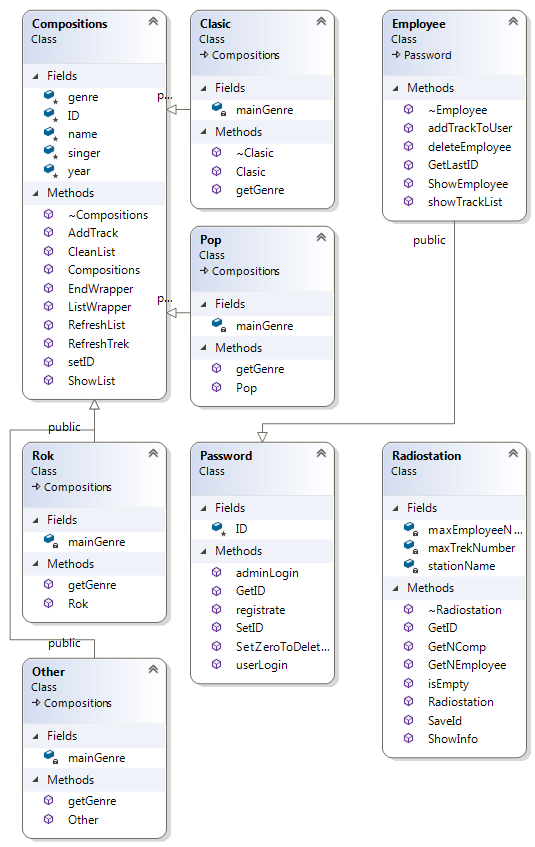 Compositions
Class
Fields
genre
ID
name
singer
year
Methods
~Compositions
AddTrack
CleanList
Compositions
EndWrapper
ListWrapper
RefreshList
RefreshTrek
setID
ShowList
Clasic
Class
Compositions
Fields
mainGenre
Methods
~Clasic
Clasic
getGenre
p...
Employee
Class
Password
Methods
~Employee
addTrackToUser
deleteEmployee
GetLastID
ShowEmployee
showTrackList
public
Pop
Class
Compositions
Fields
mainGenre
Methods
getGenre
Pop
p...
public
Rok
Class
Compositions
Fields
mainGenre
Methods
getGenre
Rok
Password
Class
Fields
ID
Methods
adminLogin
GetID
registrate
SetID
SetZeroToDelet...
userLogin
Radiostation
Class
Fields
maxEmployeeN...
maxTrekNumber
stationName
Methods
~Radiostation
GetID
GetNComp
GetNEmployee
isEmpty
Radiostation
SaveId
ShowInfo
public
Other
Class
Compositions
Fields
mainGenre
Methods
getGenre
Other